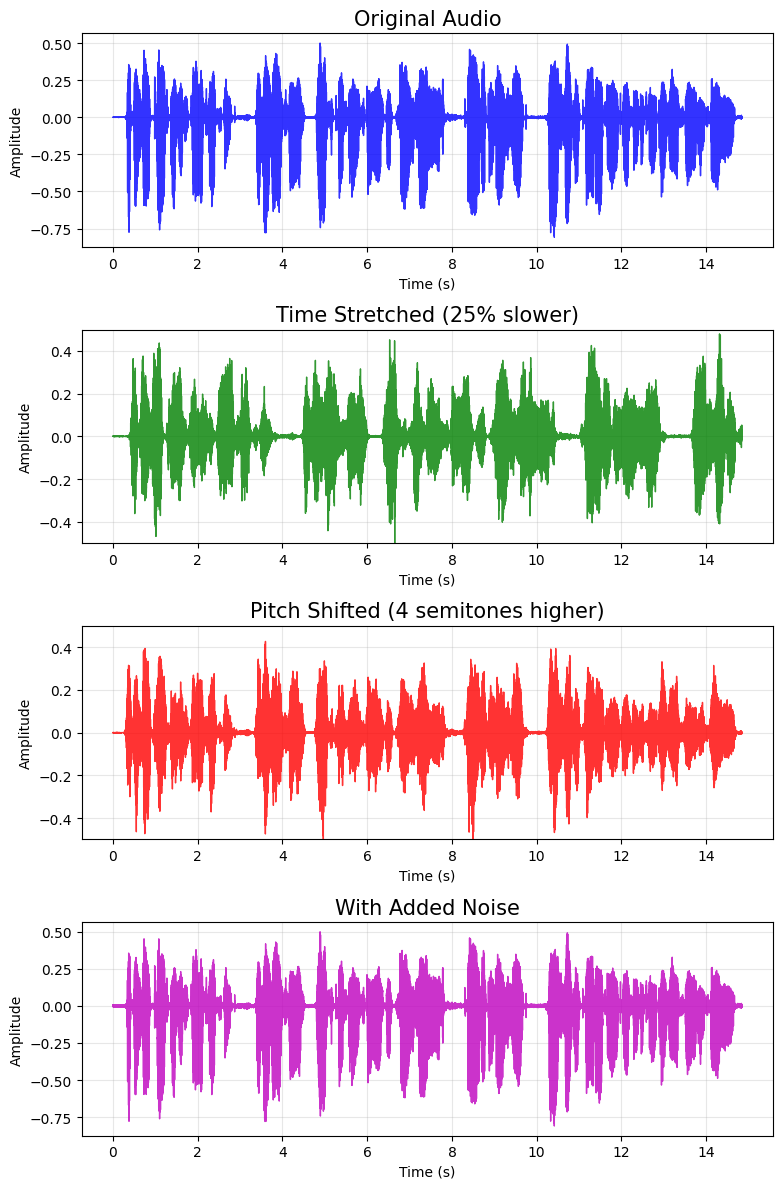 Original Audio
0.50
0.25
0.00
−0.25
−0.50
−0.75
Amplitude
0 2 4 6 8 10 12 14
Time (s)
Time Stretched (25% slower)
0.4
0.2
0.0
−0.2
−0.4
Amplitude
0 2 4 6 8 10 12 14
Time (s)
Pitch Shifted (4 semitones higher)
0.4
0.2
0.0
−0.2
−0.4
Amplitude
0 2 4 6 8 10 12 14
Time (s)
With Added Noise
0.50
0.25
0.00
−0.25
−0.50
−0.75
Amplitude
0 2 4 6 8 10 12 14
Time (s)